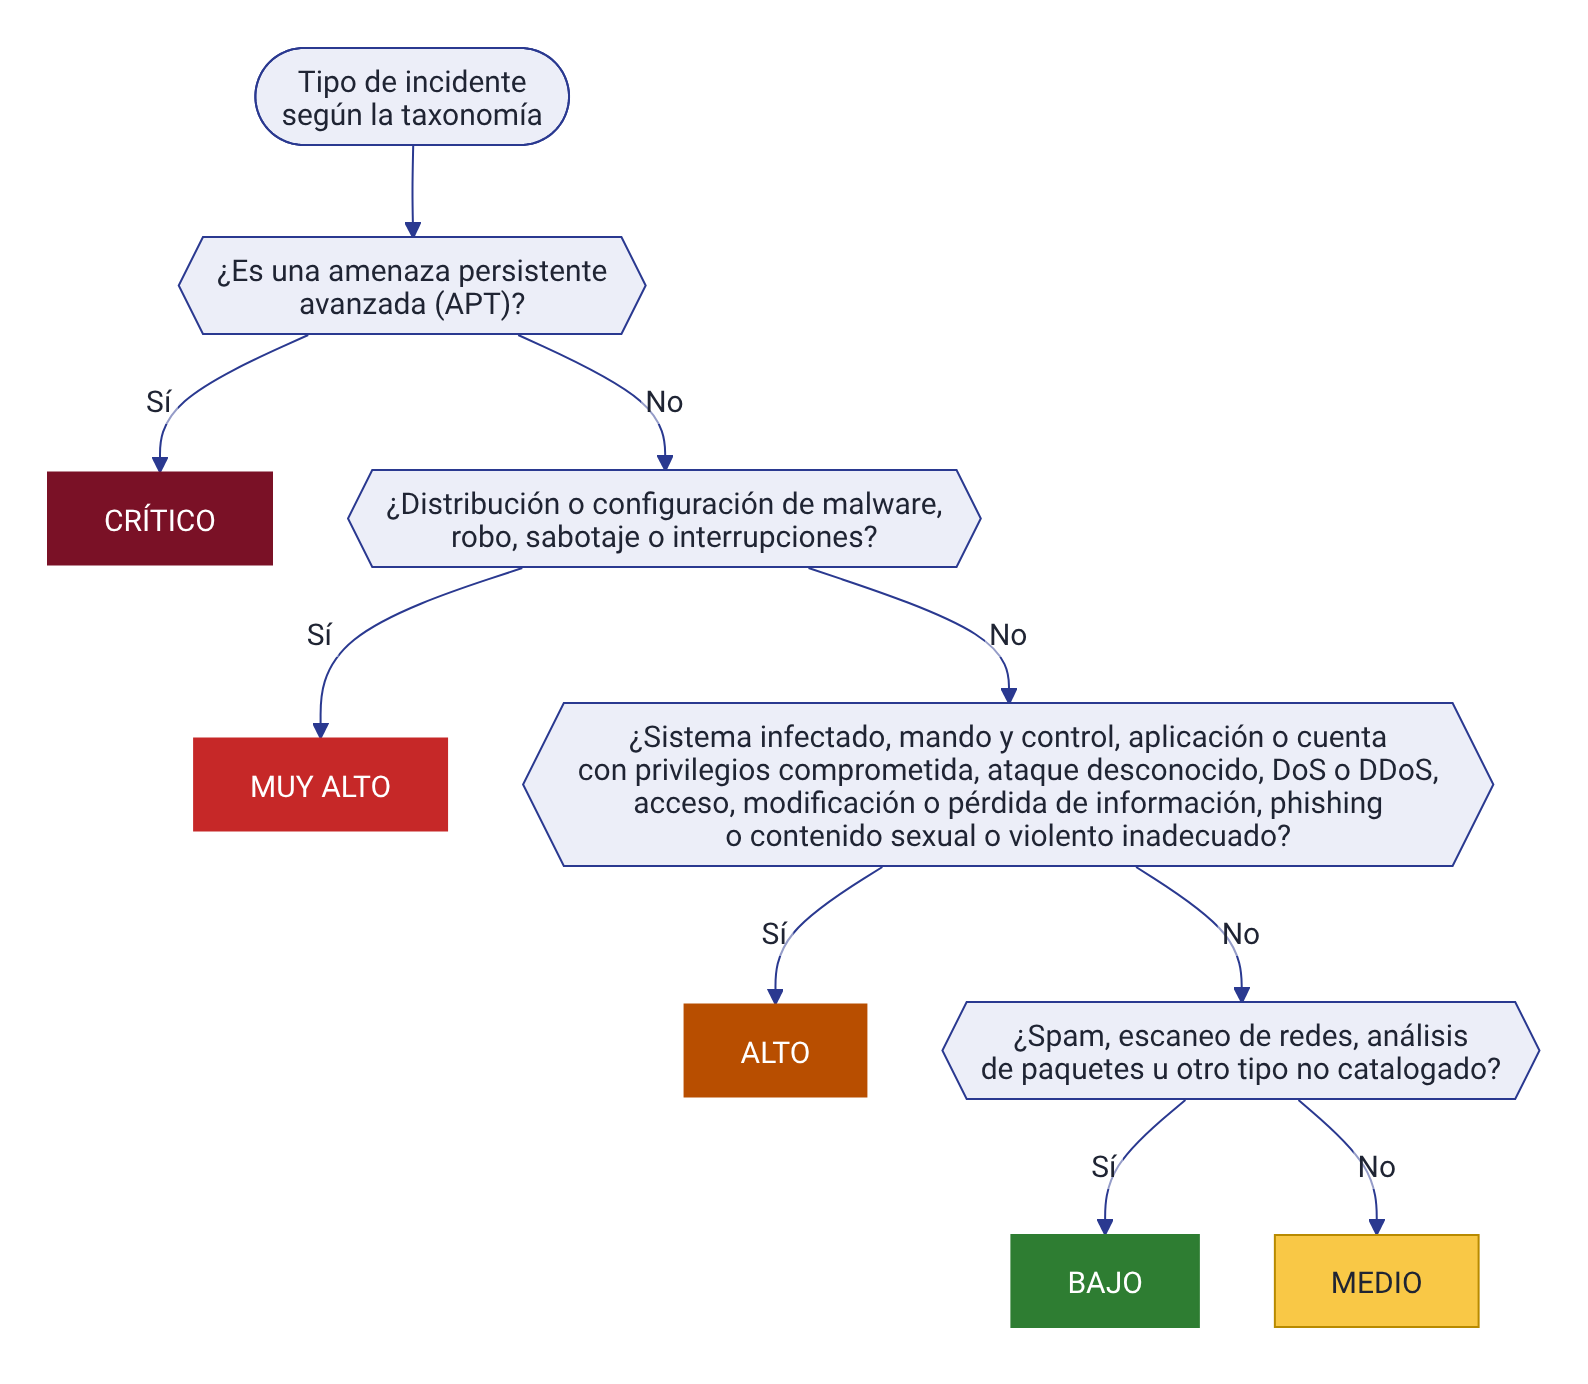 Tipo de incidente
según la taxonomía
¿Es una amenaza persistente
avanzada (APT)?
Sí
No
CRÍTICO
¿Distribución o configuración de malware,
robo, sabotaje o interrupciones?
Sí
No
MUY ALTO
¿Sistema infectado, mando y control, aplicación o cuenta
con privilegios comprometida, ataque desconocido, DoS o DDoS,
acceso, modificación o pérdida de información, phishing
o contenido sexual o violento inadecuado?
Sí
No
ALTO
¿Spam, escaneo de redes, análisis
de paquetes u otro tipo no catalogado?
Sí
No
BAJO
MEDIO